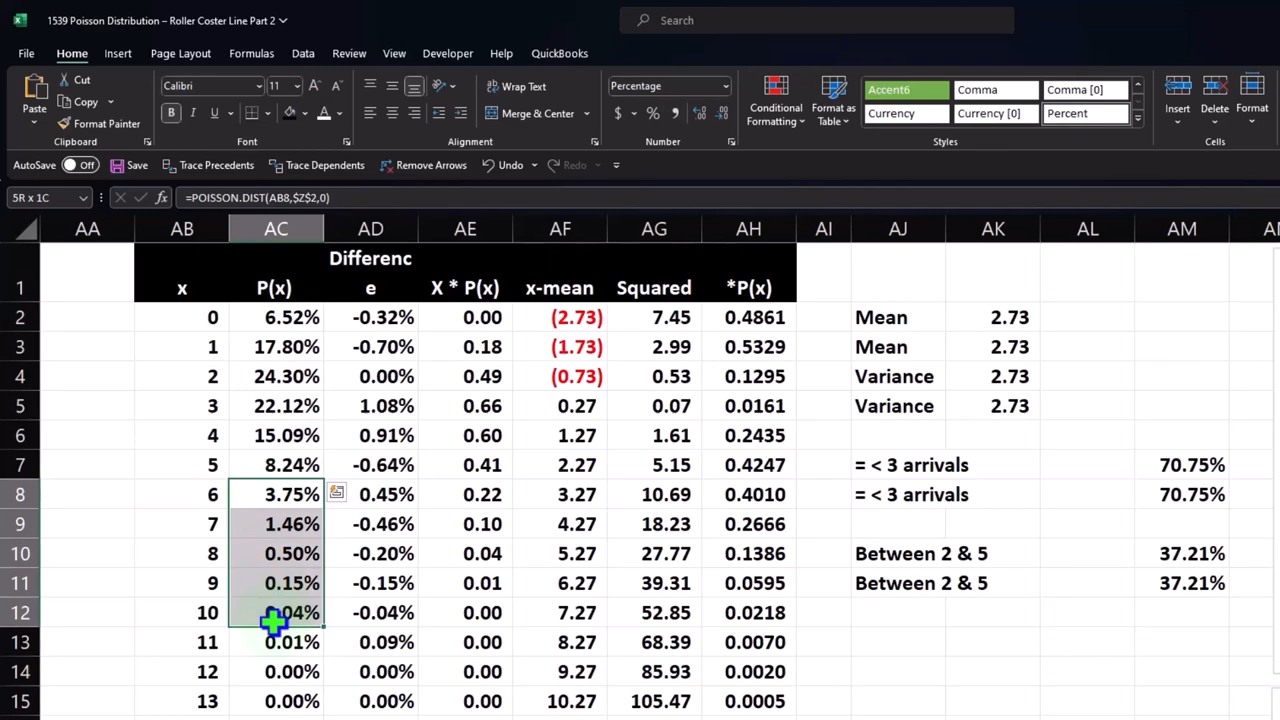 1539 Poisson Distribution – Roller Coster Line Part 2
Search
File Home Insert Page Layout Formulas Data Review View Developer Help QuickBooks
Paste
Cut
Copy
Format Painter
Clipboard
Calibri 11
B I U
Font
Wrap Text
Merge & Center
Alignment
Percentage
$ %
Number
Conditional Formatting
Format as Table
Accent6 Comma Comma [0]
Currency Currency [0] Percent
Styles
Insert Delete Format
Cells
AutoSave Off Save Trace Precedents Trace Dependents Remove Arrows Undo Redo
5R x 1C fx =POISSON.DIST(AB8,$Z$2,0)
AA AB AC AD AE AF AG AH AI AJ AK AL AM
1 x P(x) Differenc e X * P(x) x-mean Squared *P(x)
2 0 6.52% -0.32% 0.00 (2.73) 7.45 0.4861 Mean 2.73
3 1 17.80% -0.70% 0.18 (1.73) 2.99 0.5329 Mean 2.73
4 2 24.30% 0.00% 0.49 (0.73) 0.53 0.1295 Variance 2.73
5 3 22.12% 1.08% 0.66 0.27 0.07 0.0161 Variance 2.73
6 4 15.09% 0.91% 0.60 1.27 1.61 0.2435
7 5 8.24% -0.64% 0.41 2.27 5.15 0.4247 = < 3 arrivals 70.75%
8 6 3.75% 0.45% 0.22 3.27 10.69 0.4010 = < 3 arrivals 70.75%
9 7 1.46% -0.46% 0.10 4.27 18.23 0.2666
10 8 0.50% -0.20% 0.04 5.27 27.77 0.1386 Between 2 & 5 37.21%
11 9 0.15% -0.15% 0.01 6.27 39.31 0.0595 Between 2 & 5 37.21%
12 10 0.04% -0.04% 0.00 7.27 52.85 0.0218
13 11 0.01% 0.09% 0.00 8.27 68.39 0.0070
14 12 0.00% 0.00% 0.00 9.27 85.93 0.0020
15 13 0.00% 0.00% 0.00 10.27 105.47 0.0005